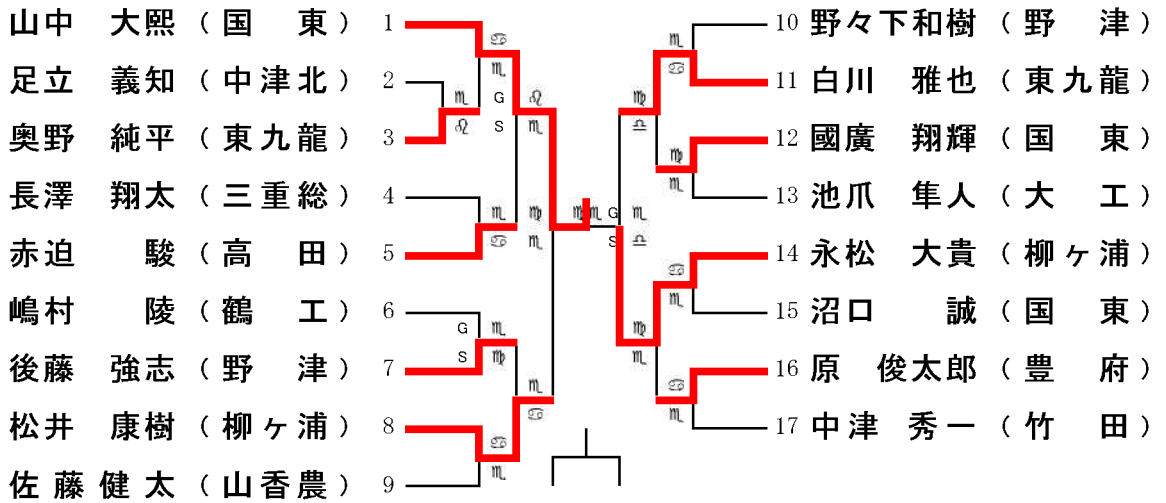 山中 大熙 ( 国 東 ) 1
足立 義知 ( 中津北 ) 2
奥野 純平 ( 東九龍 ) 3
長澤 翔太 ( 三重総 ) 4
赤迫 駿 ( 高 田 ) 5
嶋村 陵 ( 鶴 工 ) 6
後藤 強志 ( 野 津 ) 7
松井 康樹 ( 柳ヶ浦 ) 8
佐藤健太 ( 山香農 ) 9
♋
♏
♏
♌
G
S
♌
♏
♏
♋
♍
♏
G
S
♏
♍
♏
♋
♋
♏
♍♏
G
S
♏
♎
♍
♎
♏
♋
♍
♏
♋
♏
♍
♏
♋
♏
10 野々下和樹 ( 野 津 )
11 白川 雅也 ( 東九龍 )
12 國廣 翔輝 ( 国 東 )
13 池爪 隼人 ( 大 工 )
14 永松 大貴 ( 柳ヶ浦 )
15 沼口 誠 ( 国 東 )
16 原 俊太郎 ( 豊 府 )
17 中津 秀一 ( 竹 田 )